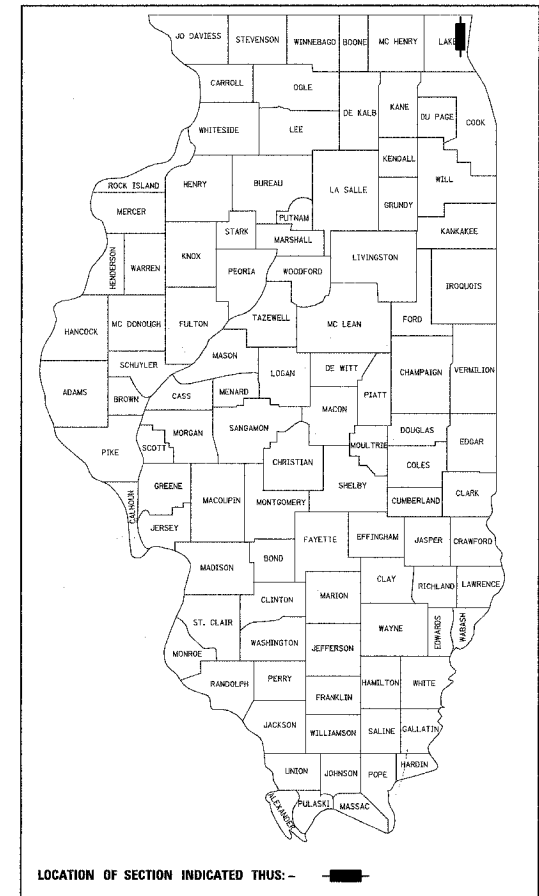 JO DAVIESS
STEVENSON
WINNEBAGO
BOONE
MC HENRY
LAKE
CARROLL
OGLE
DE KALB
KANE
DU PAGE
COOK
WHITESIDE
LEE
KENDALL
WILL
ROCK ISLAND
HENRY
BUREAU
LA SALLE
GRUNDY
MERCER
PUTNAM
KANKAKEE
STARK
MARSHALL
HENDERSON
WARREN
KNOX
PEORIA
WOODFORD
LIVINGSTON
IROQUOIS
HANCOCK
MC DONOUGH
FULTON
TAZEWELL
MC LEAN
FORD
MASON
SCHUYLER
LOGAN
DE WITT
CHAMPAIGN
VERMILION
ADAMS
BROWN
CASS
MENARD
PIATT
MACON
MORGAN
SANGAMON
DOUGLAS
EDGAR
PIKE
SCOTT
MOULTRIE
CHRISTIAN
COLES
SHELBY
GREENE
MACOUPIN
MONTGOMERY
CUMBERLAND
CLARK
CALHOUN
JERSEY
FAYETTE
EFFINGHAM
JASPER
CRAWFORD
BOND
MADISON
CLAY
RICHLAND
LAWRENCE
CLINTON
MARION
ST. CLAIR
WAYNE
EDWARDS
WABASH
WASHINGTON
JEFFERSON
MONROE
RANDOLPH
PERRY
HAMILTON
WHITE
FRANKLIN
JACKSON
WILLIAMSON
SALINE
GALLATIN
UNION
JOHNSON
POPE
HARDIN
ALEXANDER
PULASKI
MASSAC
LOCATION OF SECTION INDICATED THUS: -